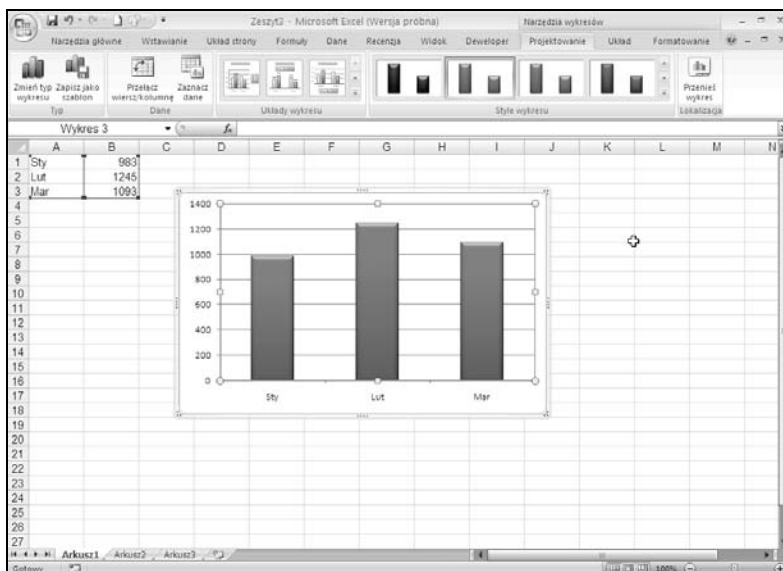 Zeszyt3 - Microsoft Excel (Wersja próbna) Narzędzia wykresów
Narzędzia główne Wstawianie Układ strony Formuły Dane Recenzja Widok Deweloper Projektowanie Układ Formatowanie
Zmień typ wykresu Zapisz jako szablon Przełącz wiersz/kolumnę Zaznacz dane Przenieś wykres
Typ Dane Układy wykresu Style wykresu Lokalizacja
Wykres 3 fx
A B C D E F G H I J K L M N
1 Sty 983
2 Lut 1245
3 Mar 1093
4
5
6
7
8
9
10
11
12
13
14
15
16
17
18
19
20
21
22
23
24
25
26
27
1400
1200
1000
800
600
400
200
0
Sty Lut Mar
Arkusz1 Arkusz2 Arkusz3
Gotowy 100%